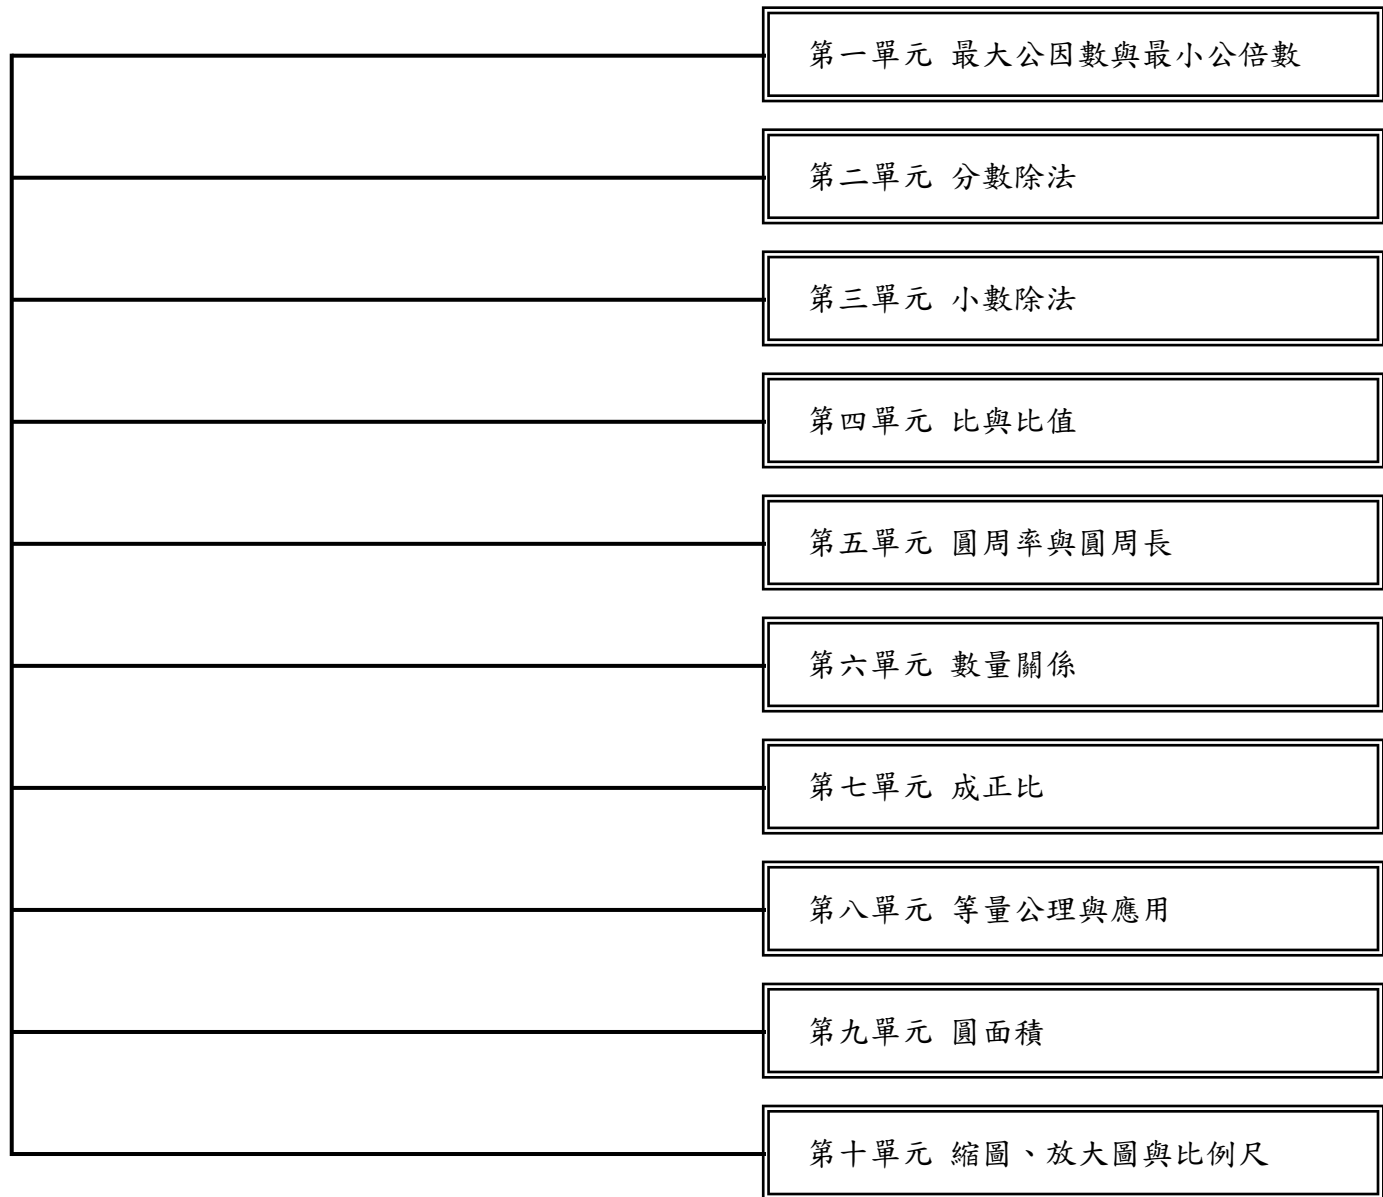 第一單元 最大公因數與最小公倍數
第二單元 分數除法
第三單元 小數除法
第四單元 比與比值
第五單元 圓周率與圓周長
第六單元 數量關係
第七單元 成正比
第八單元 等量公理與應用
第九單元 圓面積
第十單元 縮圖、放大圖與比例尺